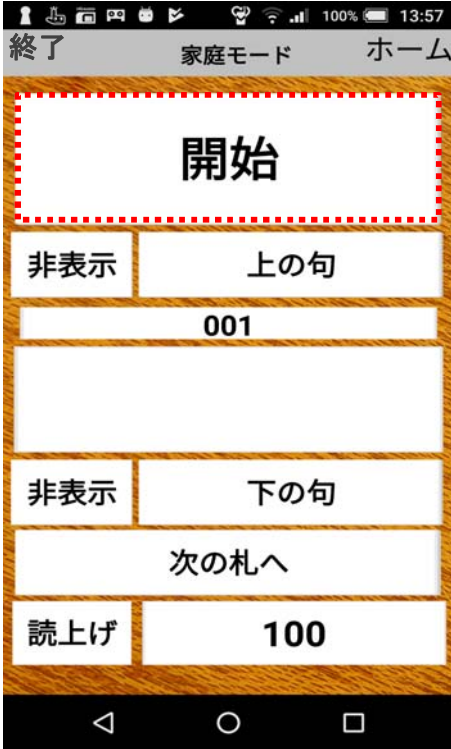 100% 13:57
終了 家庭モード ホーム
開始
非表示 上の句
001
非表示 下の句
次の札へ
読上げ 100